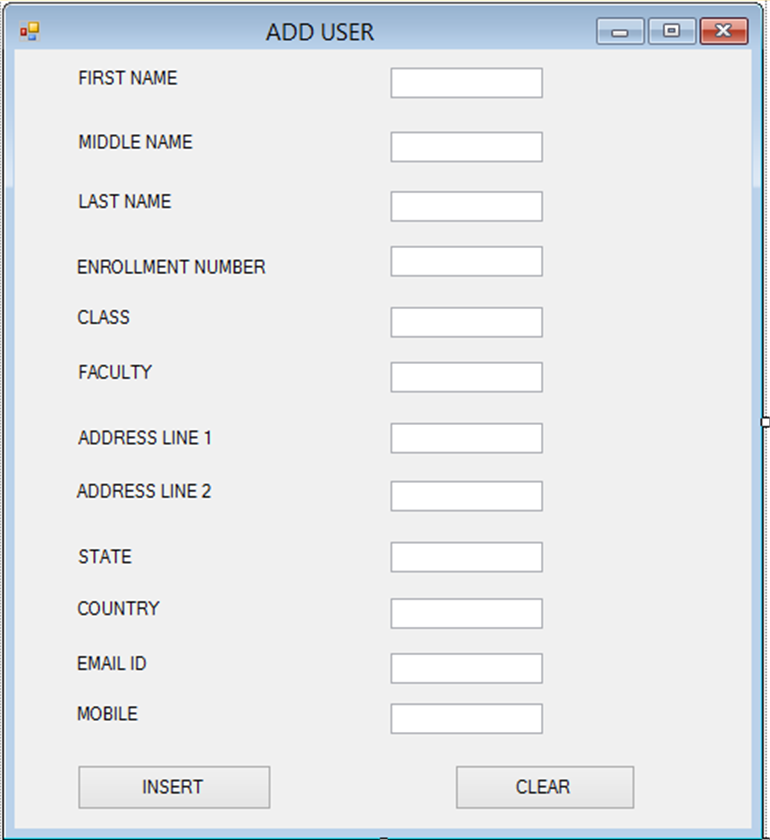 ADD USER
FIRST NAME
MIDDLE NAME
LAST NAME
ENROLLMENT NUMBER
CLASS
FACULTY
ADDRESS LINE 1
ADDRESS LINE 2
STATE
COUNTRY
EMAIL ID
MOBILE
INSERT CLEAR